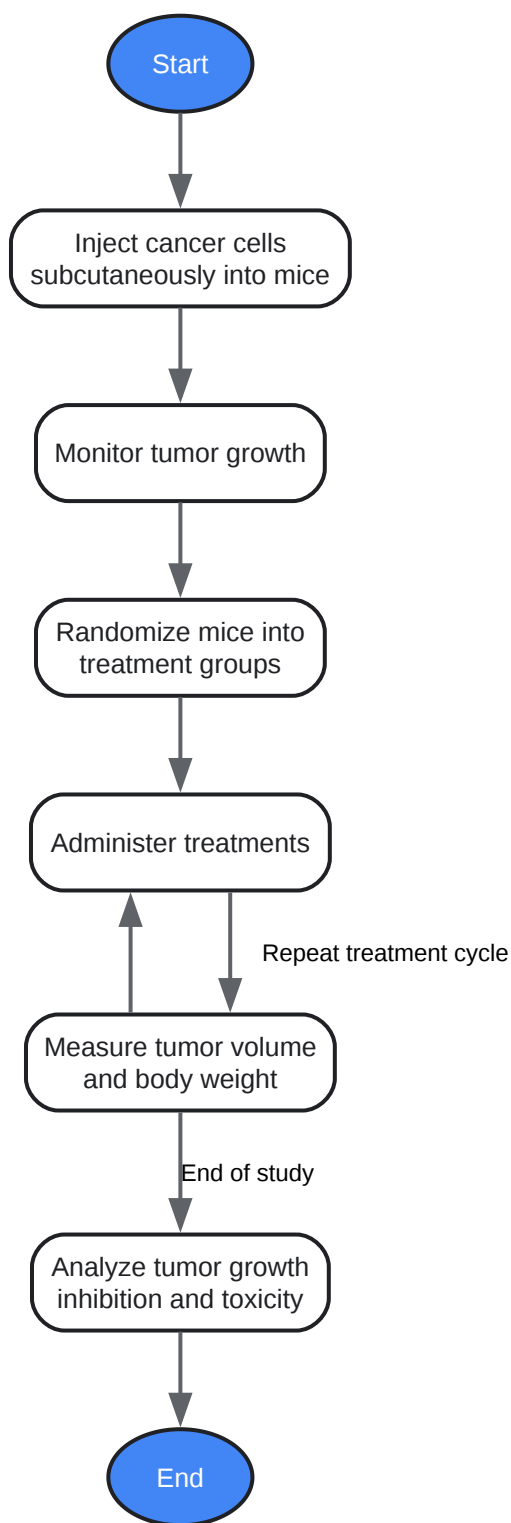 Start
Inject cancer cells
subcutaneously into mice
Monitor tumor growth
Randomize mice into
treatment groups
Administer treatments
Repeat treatment cycle
Measure tumor volume
and body weight
End of study
Analyze tumor growth
inhibition and toxicity
End